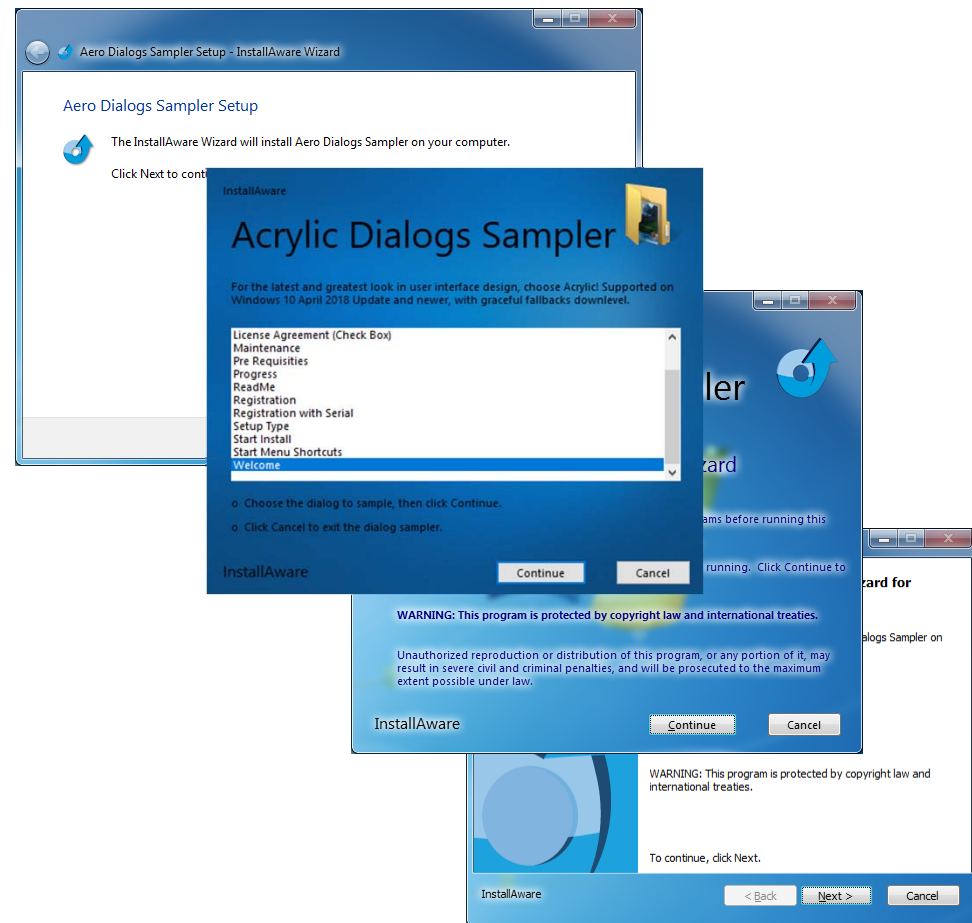 Aero Dialogs Sampler Setup - InstallAware Wizard
Aero Dialogs Sampler Setup
The InstallAware Wizard will install Aero Dialogs Sampler on your computer.
Click Next to conti
InstallAware
Acrylic Dialogs Sampler
For the latest and greatest look in user interface design, choose Acrylic! Supported on
Windows 10 April 2018 Update and newer, with graceful fallbacks downlevel.
License Agreement (Check Box)
Maintenance
Pre Requisities
Progress
ReadMe
Registration
Registration with Serial
Setup Type
Start Install
Start Menu Shortcuts
Welcome
o Choose the dialog to sample, then click Continue.
o Click Cancel to exit the dialog sampler.
InstallAware
Continue
Cancel
ler
zard
ams before running this
running. Click Continue to
WARNING: This program is protected by copyright law and international treaties.
Unauthorized reproduction or distribution of this program, or any portion of it, may
result in severe civil and criminal penalties, and will be prosecuted to the maximum
extent possible under law.
InstallAware
Continue
Cancel
zard for
alogs Sampler on
WARNING: This program is protected by copyright law and
international treaties.
To continue, click Next.
InstallAware
< Back
Next >
Cancel